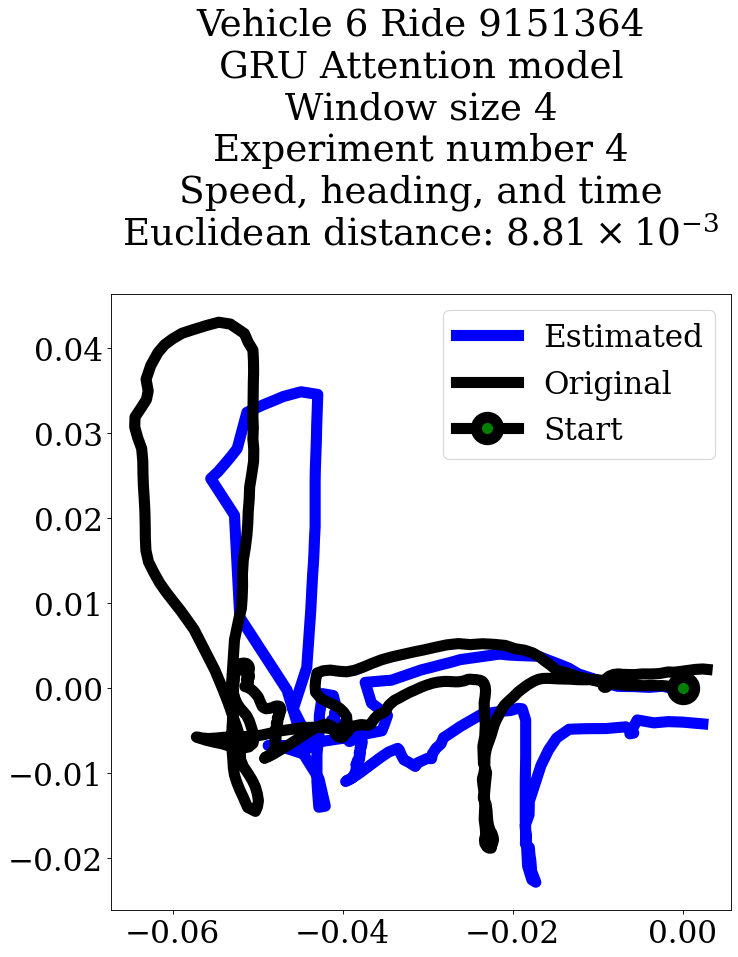 Vehicle 6 Ride 9151364
GRU Attention model
Window size 4
Experiment number 4
Speed, heading, and time
Euclidean distance: 8.81 × 10⁻³
Estimated
Original
Start
0.04
0.03
0.02
0.01
0.00
−0.01
−0.02
−0.06 −0.04 −0.02 0.00